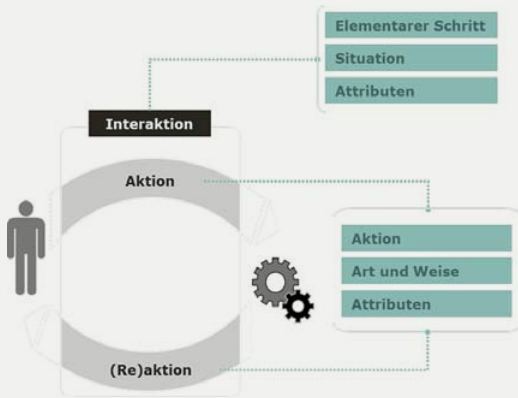 Elementarer Schritt
Situation
Attributen
Interaktion
Aktion
Aktion
Art und Weise
Attributen
(Re)aktion